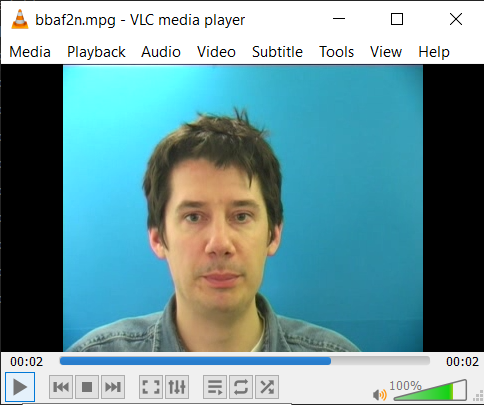 bbaf2n.mpg - VLC media player
Media Playback Audio Video Subtitle Tools View Help
00:02 00:02
100%